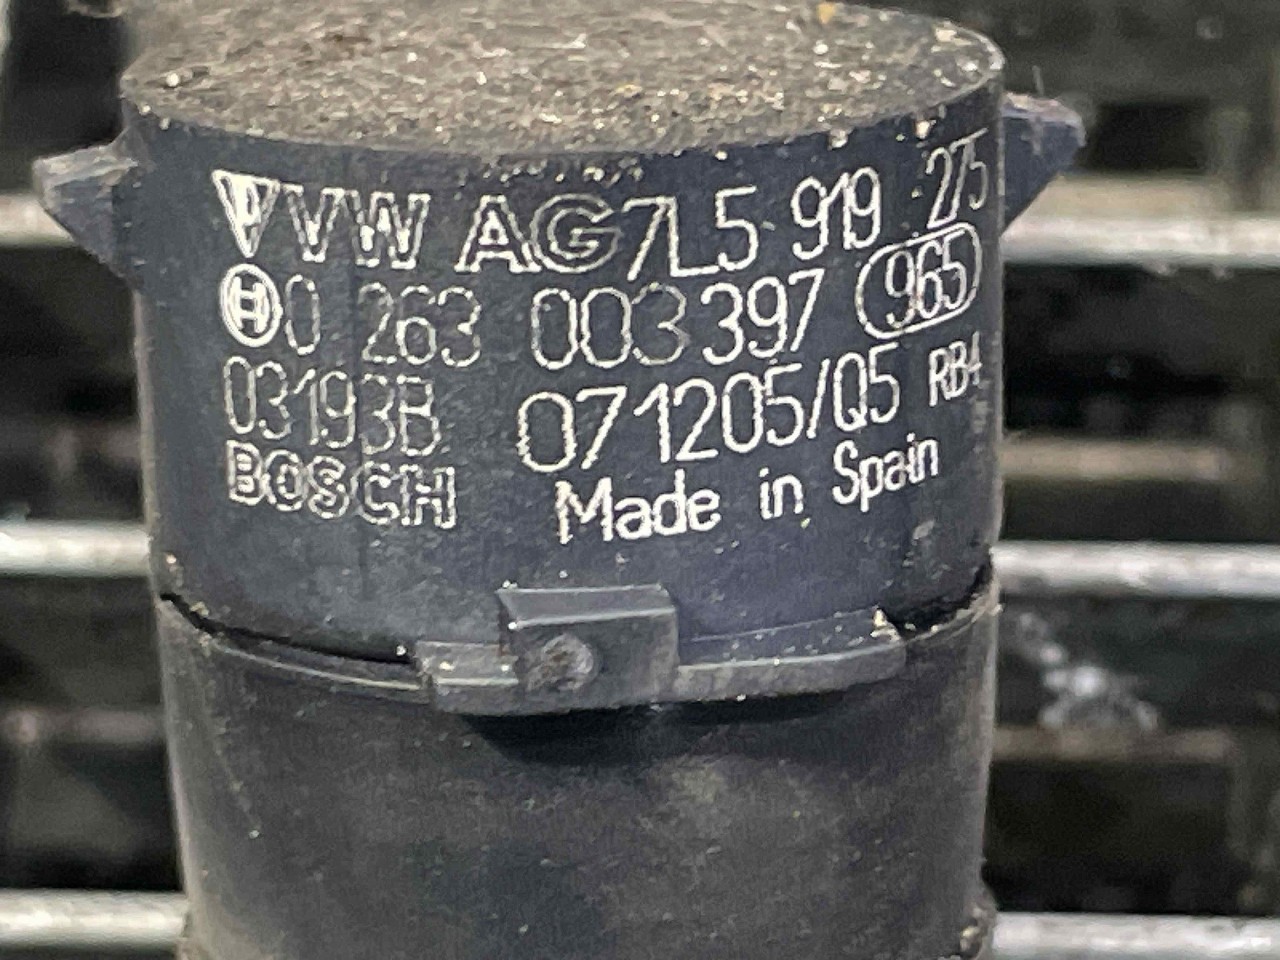 VW AG 7L5 919 275
0 263 003 397 965
03193B 071205/Q5 RB4
BOSCH Made in Spain